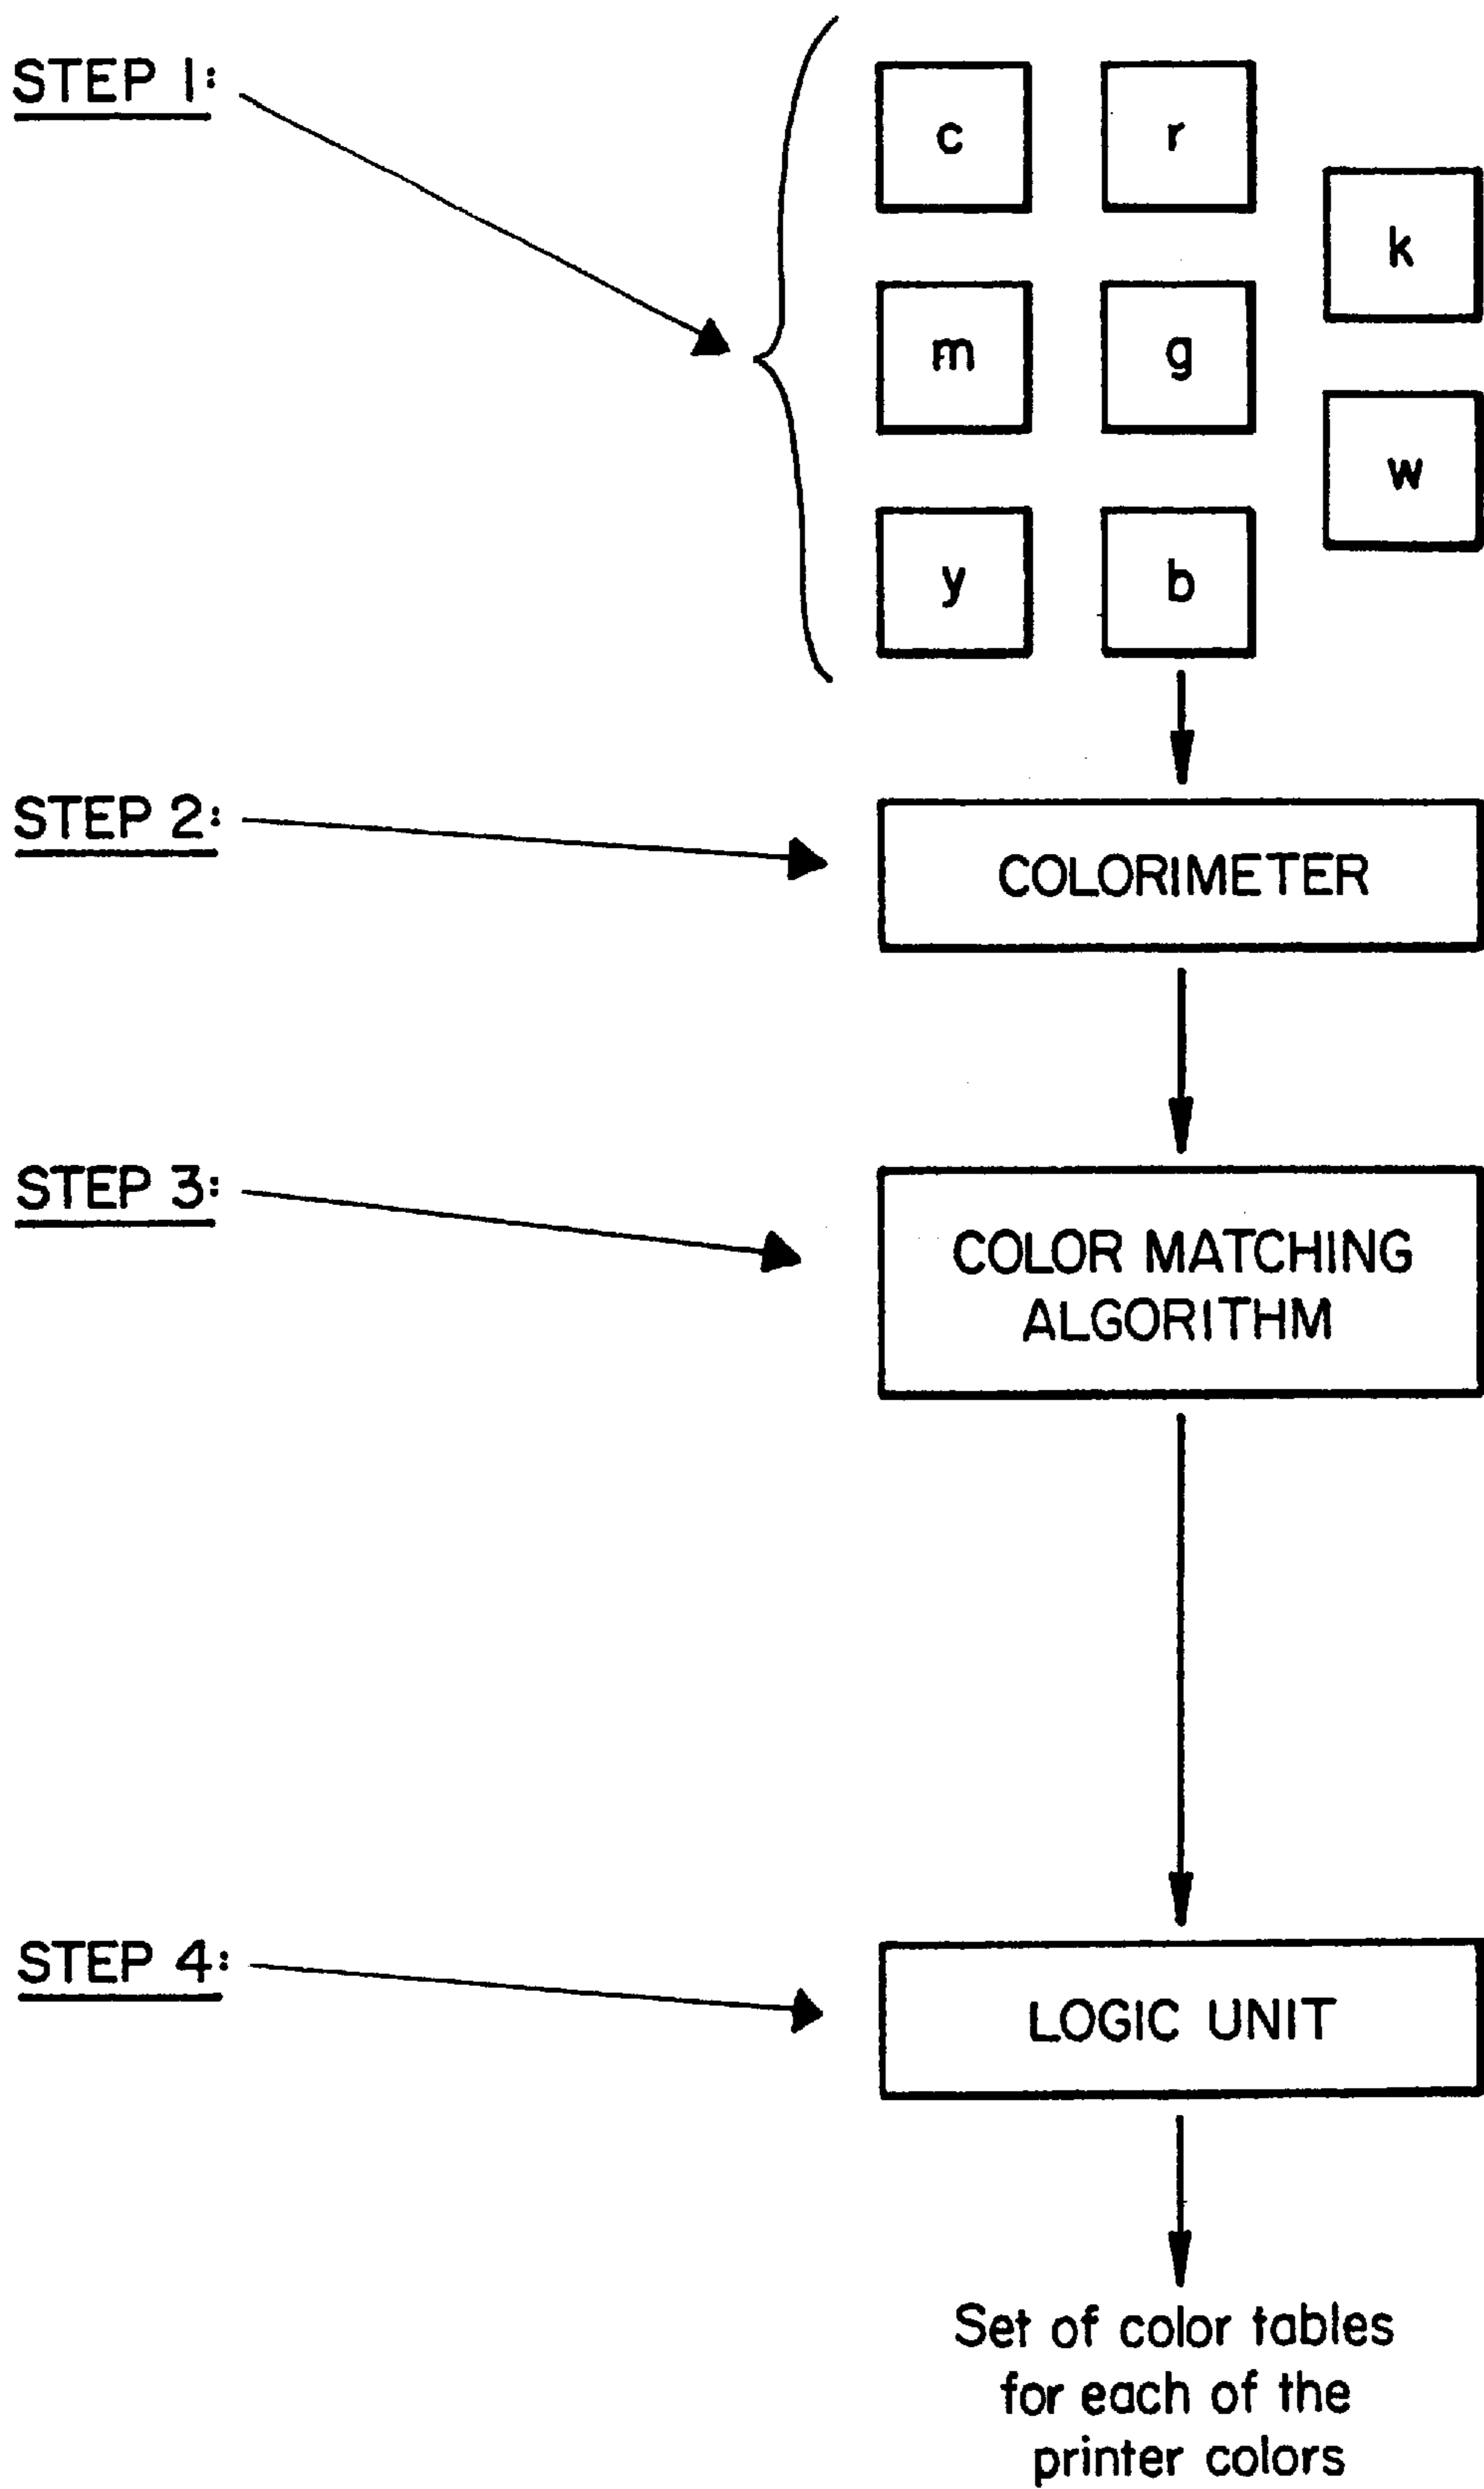 STEP 1:
c r
k
m g
w
y b
STEP 2:
COLORIMETER
STEP 3:
COLOR MATCHING
ALGORITHM
STEP 4:
LOGIC UNIT
Set of color tables
for each of the
printer colors